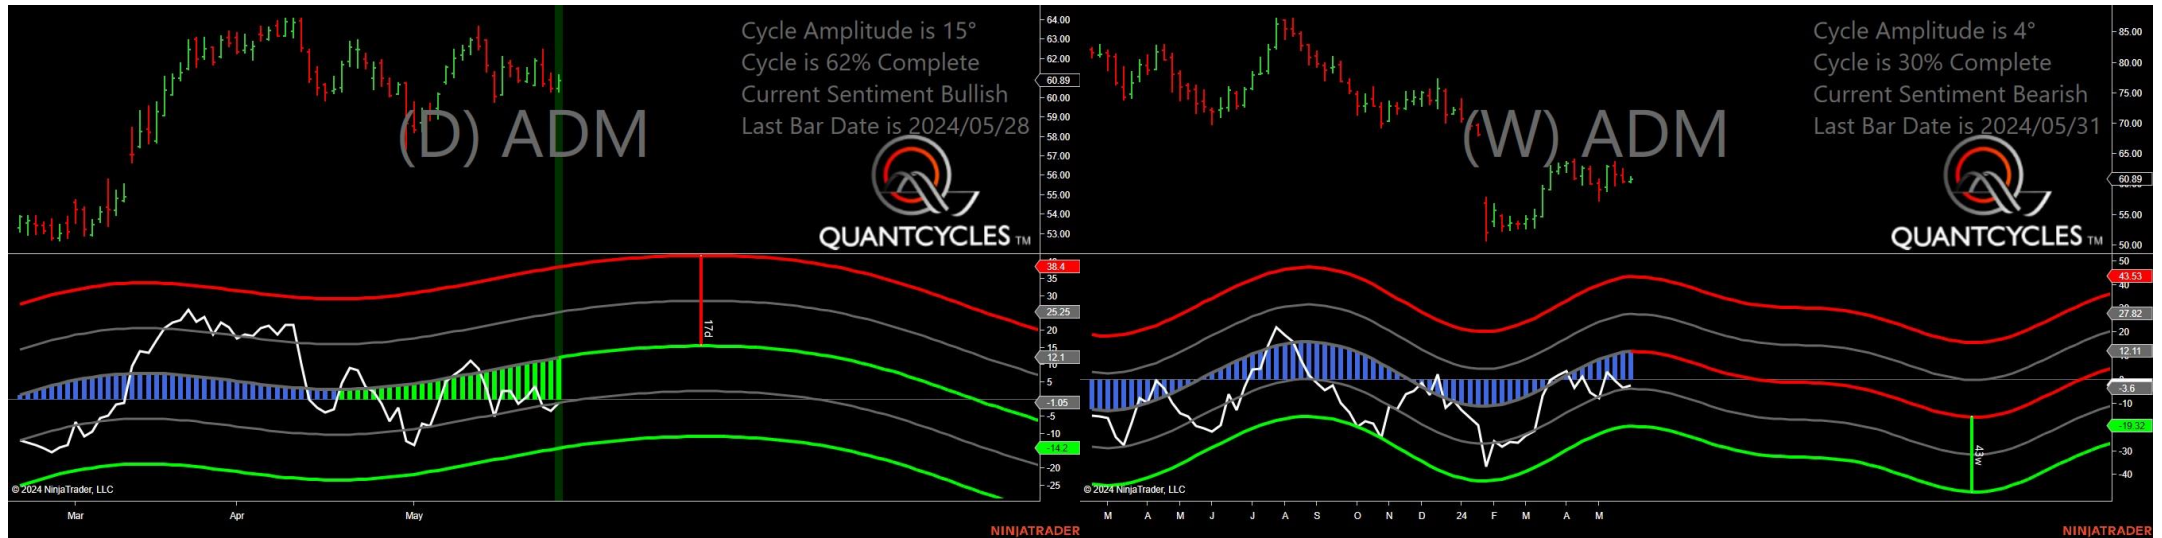 Cycle Amplitude is 15°
Cycle is 62% Complete
Current Sentiment Bullish
Last Bar Date is 2024/05/28
(D) ADM
QUANTCYCLES TM
64.00
63.00
62.00
60.89
60.00
59.00
58.00
57.00
56.00
55.00
54.00
53.00
38.4
35
30
25.25
20
15
12.1
10
5
-1.05
-5
-10
-14.2
-20
-25
17d
© 2024 NinjaTrader, LLC
Mar
Apr
May
NINJATRADER
Cycle Amplitude is 4°
Cycle is 30% Complete
Current Sentiment Bearish
Last Bar Date is 2024/05/31
(W) ADM
QUANTCYCLES TM
85.00
80.00
75.00
70.00
65.00
60.89
55.00
50.00
50
43.53
40
27.82
20
12.11
-3.6
-10
-19.32
-30
-40
43w
© 2024 NinjaTrader, LLC
M A M J J A S O N D 24 F M A M
NINJATRADER